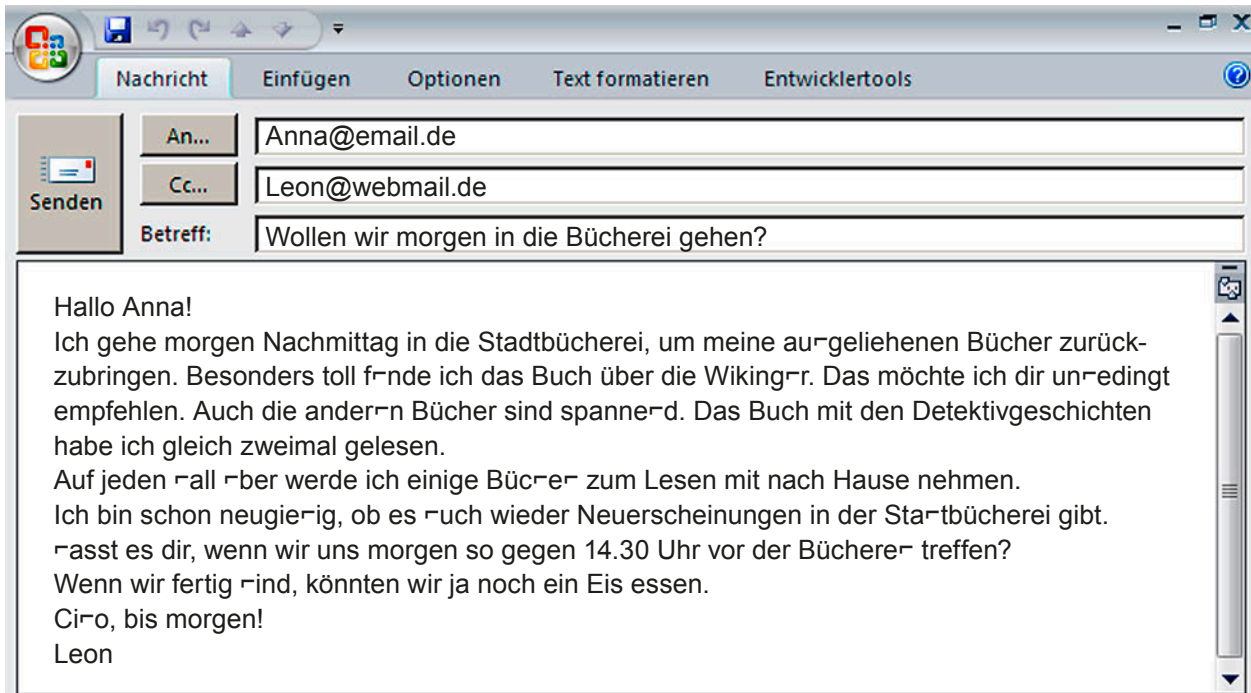 Nachricht Einfügen Optionen Text formatieren Entwicklertools
An... Anna@email.de
Senden
Cc... Leon@webmail.de
Betreff: Wollen wir morgen in die Bücherei gehen?
Hallo Anna!
Ich gehe morgen Nachmittag in die Stadtbücherei, um meine au⌐geliehenen Bücher zurück-
zubringen. Besonders toll f⌐nde ich das Buch über die Wiking⌐r. Das möchte ich dir un⌐edingt
empfehlen. Auch die ander⌐n Bücher sind spanne⌐d. Das Buch mit den Detektivgeschichten
habe ich gleich zweimal gelesen.
Auf jeden ⌐all ⌐ber werde ich einige Büc⌐e⌐ zum Lesen mit nach Hause nehmen.
Ich bin schon neugie⌐ig, ob es ⌐uch wieder Neuerscheinungen in der Sta⌐tbücherei gibt.
⌐asst es dir, wenn wir uns morgen so gegen 14.30 Uhr vor der Büchere⌐ treffen?
Wenn wir fertig ⌐ind, könnten wir ja noch ein Eis essen.
Ci⌐o, bis morgen!
Leon